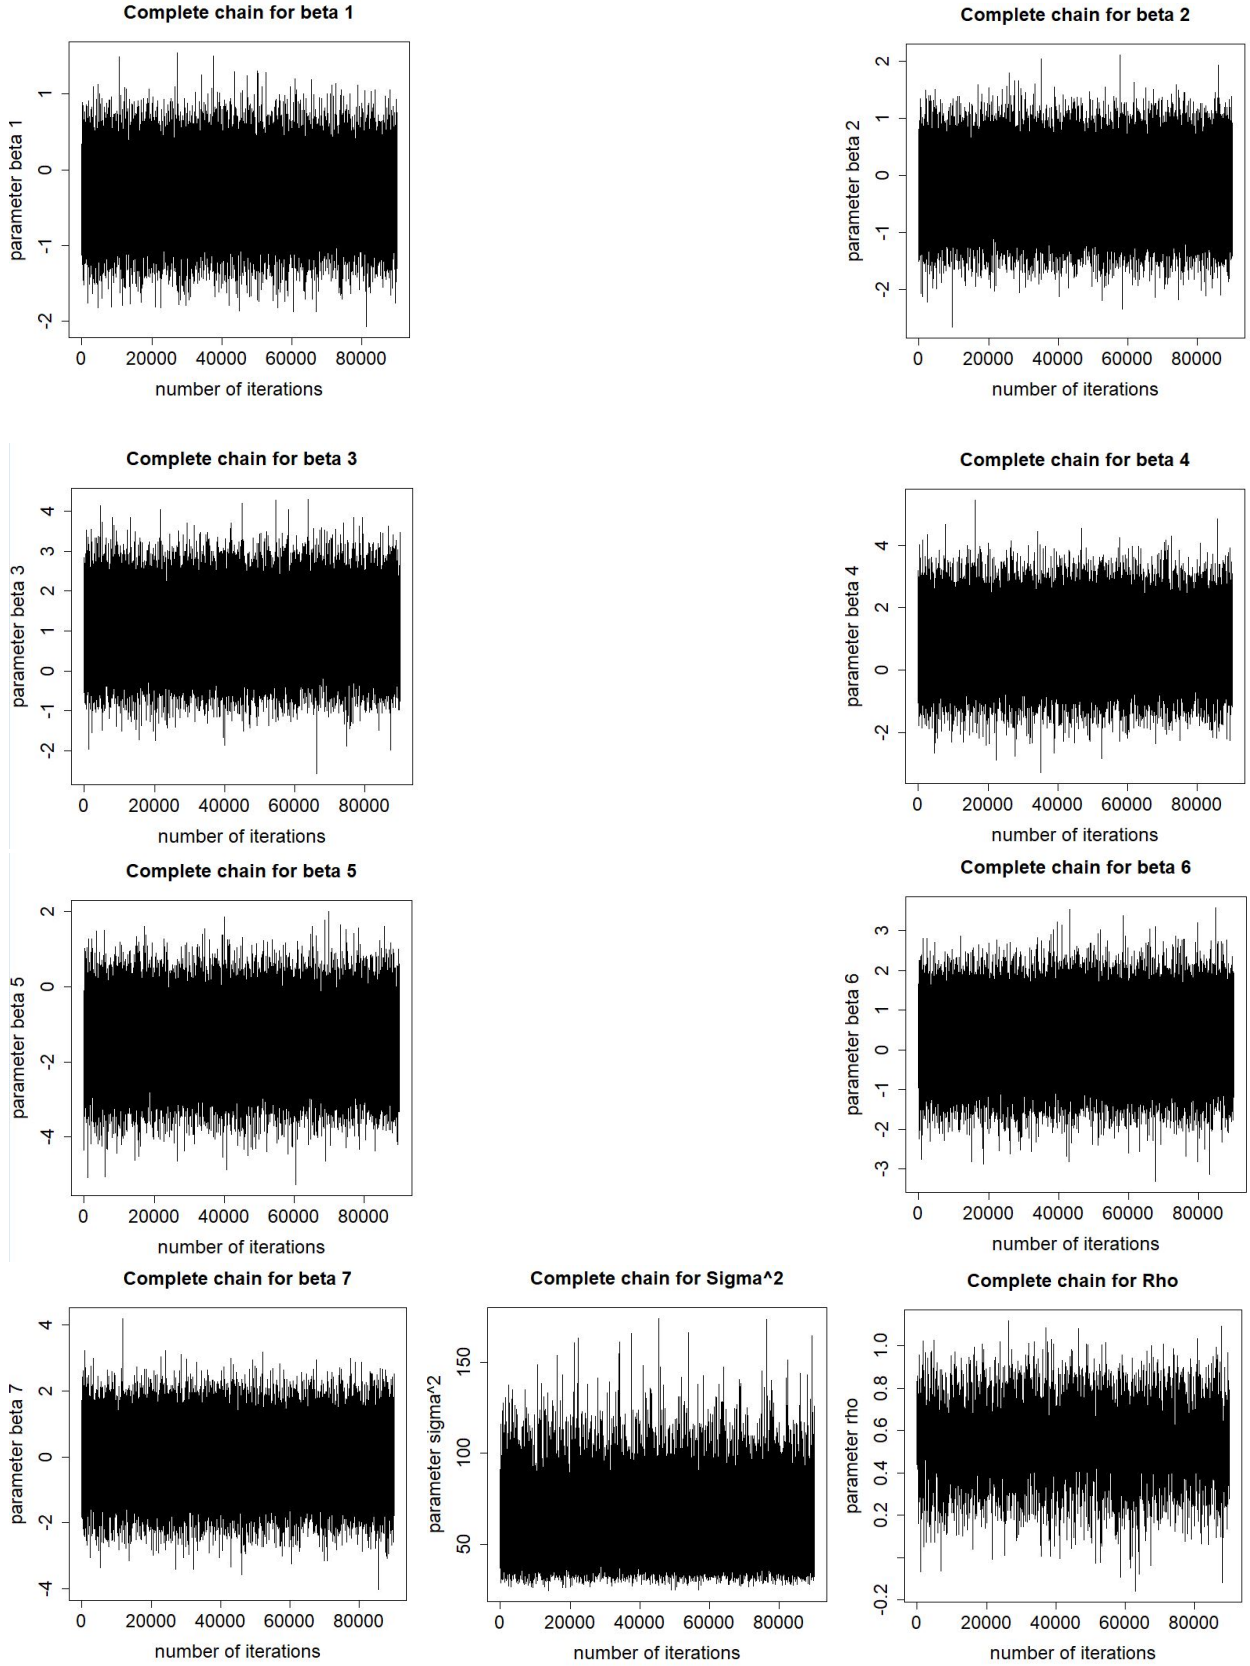 Complete chain for beta 1
parameter beta 1
1
0
-1
-2
0 20000 40000 60000 80000
number of iterations
Complete chain for beta 2
parameter beta 2
2
1
0
-1
-2
0 20000 40000 60000 80000
number of iterations
Complete chain for beta 3
parameter beta 3
4
3
2
1
0
-1
-2
0 20000 40000 60000 80000
number of iterations
Complete chain for beta 4
parameter beta 4
4
2
0
-2
0 20000 40000 60000 80000
number of iterations
Complete chain for beta 5
parameter beta 5
2
0
-2
-4
0 20000 40000 60000 80000
number of iterations
Complete chain for beta 6
parameter beta 6
3
2
1
0
-1
-2
-3
0 20000 40000 60000 80000
number of iterations
Complete chain for beta 7
parameter beta 7
4
2
0
-2
-4
0 20000 40000 60000 80000
number of iterations
Complete chain for Sigma^2
parameter sigma^2
150
100
50
0 20000 40000 60000 80000
number of iterations
Complete chain for Rho
parameter rho
1.0
0.8
0.6
0.4
0.2
-0.2
0 20000 40000 60000 80000
number of iterations